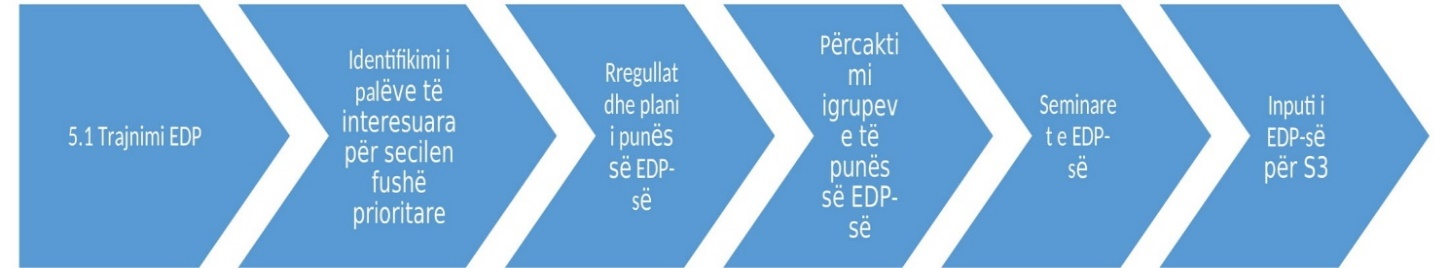 5.1 Trajnimi EDP
Identifikimi i
palëve të
interesuara
për secilen
fushë
prioritare
Rregullat
dhe plani
i punës
së EDP-
së
Përcakti
mi
igrupev
e të
punës
së EDP-
së
Seminare
t e EDP-
së
Inputi i
EDP-së
për S3